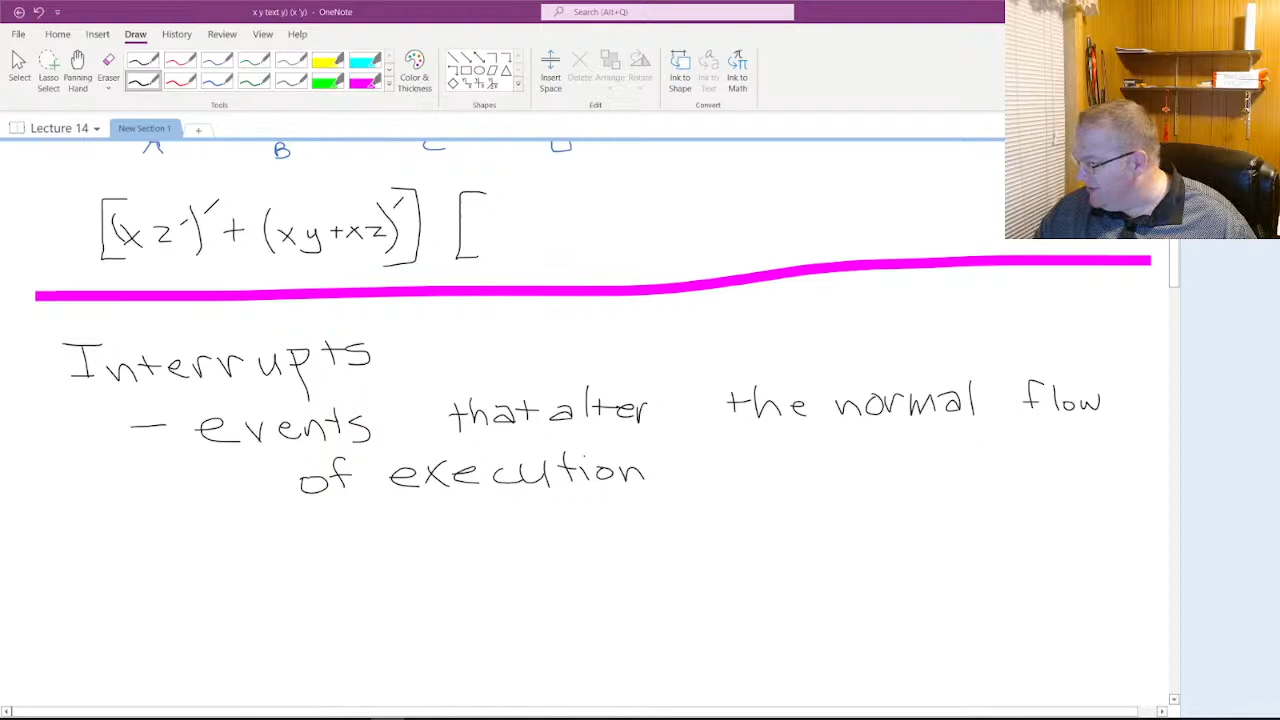 x y text y) (x 'y) - OneNote
Search (Alt+Q)
File Home Insert Draw History Review View Help
Select
Lasso Select
Panning Hand
Eraser
Color & Thickness
Insert Space
Delete
Arrange
Rotate
Ink to Shape
Ink to Text
Ink to Math
Tools Shapes Edit Convert
Lecture 14 New Section 1 +
[(xz')' + (xy+xz)'] [
Interrupts
- events that alter the normal flow
of execution